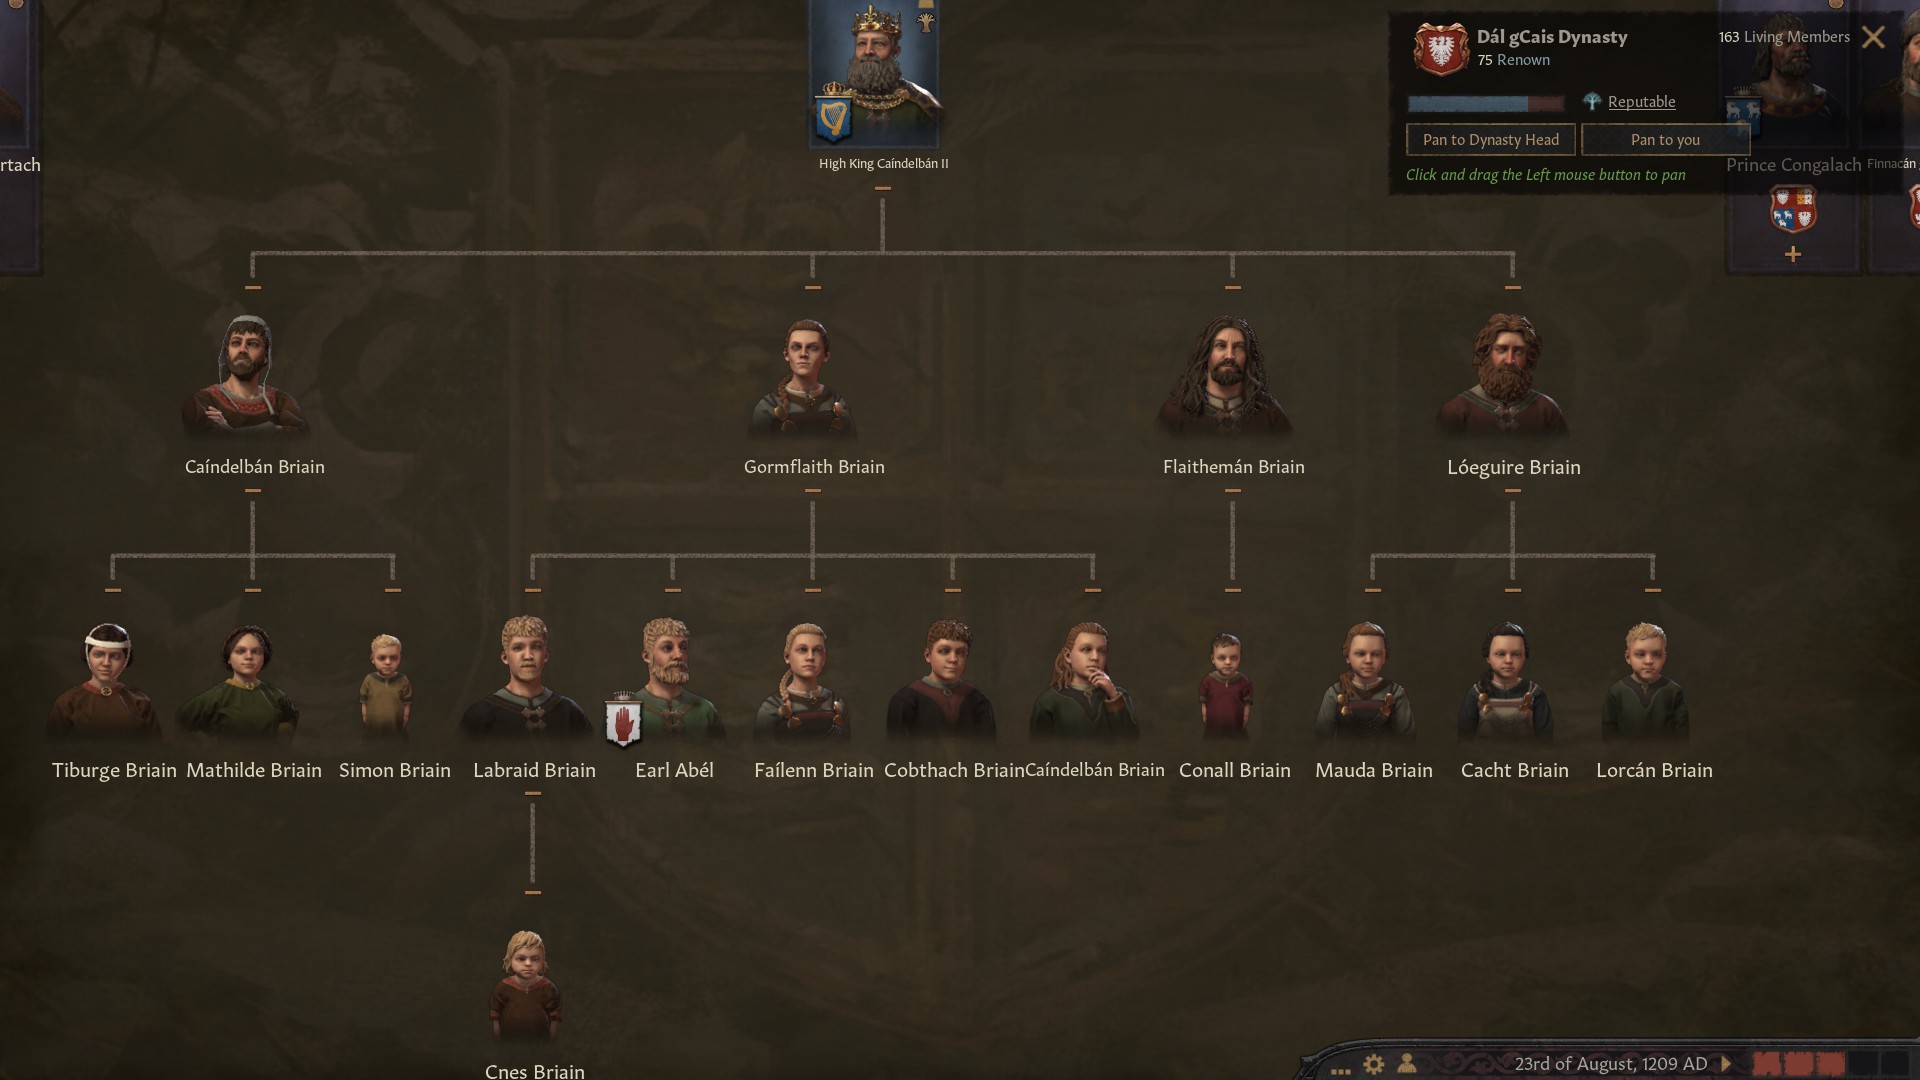 Dál gCais Dynasty
163 Living Members
75 Renown
Reputable
Pan to Dynasty Head
Pan to you
Click and drag the Left mouse button to pan
rtach
High King Caíndelbán II
Prince Congalach
Finnacán
Caíndelbán Briain
Gormflaith Briain
Flaithemán Briain
Lóeguire Briain
Tiburge Briain
Mathilde Briain
Simon Briain
Labraid Briain
Earl Abél
Faílenn Briain
Cobthach Briain
Caíndelbán Briain
Conall Briain
Mauda Briain
Cacht Briain
Lorcán Briain
Cnes Briain
23rd of August, 1209 AD